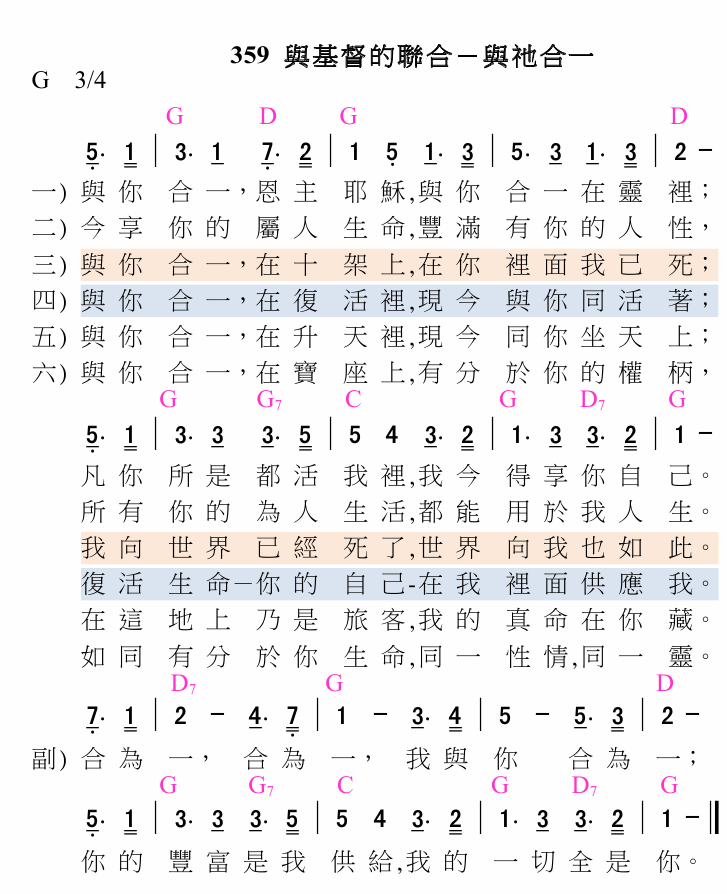 359 與基督的聯合－與祂合一
G 3/4
G D G D
5. 1 | 3. 1 7. 2 | 1 5 1. 3 | 5. 3 1. 3 | 2 −
一) 與你 合一，恩主 耶穌,與你 合一在靈 裡；
二) 今享 你的 屬人 生命,豐滿 有你的人 性，
三) 與你 合一，在十 架上,在你 裡面我已 死；
四) 與你 合一，在復 活裡,現今 與你同活 著；
五) 與你 合一，在升 天裡,現今 同你坐天 上；
六) 與你 合一，在寶 座上,有分 於你的權 柄，
G G7 C G D7 G
5. 1 | 3. 3 3. 5 | 5 4 3. 2 | 1. 3 3. 2 | 1 −
凡你 所是 都活 我裡,我今 得享你自 己。
所有 你的 為人 生活,都能 用於我人 生。
我向 世界 已經 死了,世界 向我也如 此。
復活 生命－你的 自己-在我 裡面供應 我。
在這 地上 乃是 旅客,我的 真命在你 藏。
如同 有分 於你 生命,同一 性情,同一 靈。
D7 G D
7. 1 | 2 − 4. 7 | 1 − 3. 4 | 5 − 5. 3 | 2 −
副) 合為 一， 合為 一， 我與 你 合為 一；
G G7 C G D7 G
5. 1 | 3. 3 3. 5 | 5 4 3. 2 | 1. 3 3. 2 | 1 − ‖
你的 豐富是我 供給,我的 一切全是 你。